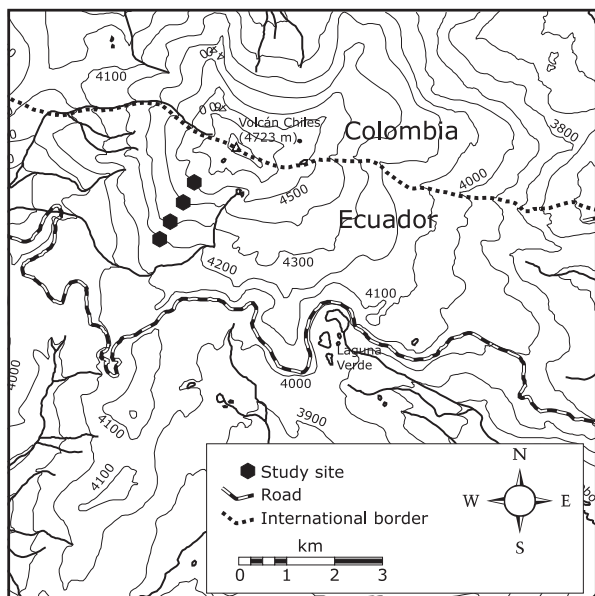 4100
Volcán Chiles
(4723 m)
Colombia
3800
4000
4500
Ecuador
4200
4300
4100
Laguna
Verde
4000
4000
3900
4100
4100
N
W E
S
Study site
Road
International border
km
0 1 2 3